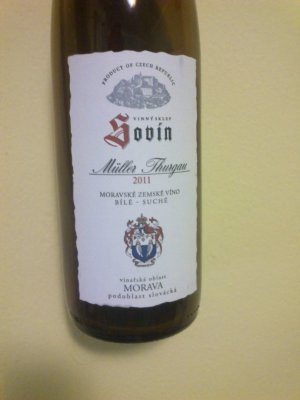 PRODUCT OF CZECH REPUBLIC
VINNÝ SKLEP
Sovín
Müller Thurgau
2011
MORAVSKÉ ZEMSKÉ VÍNO
BÍLÉ - SUCHÉ
vinařská oblast
MORAVA
podoblast slovácká